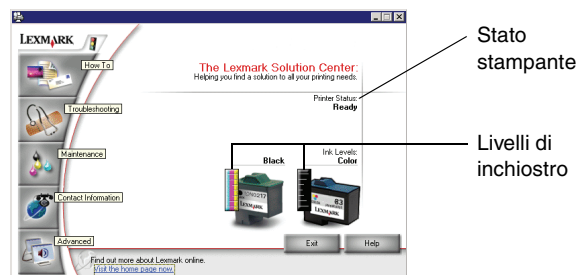 LEXMARK
How To
Troubleshooting
Maintenance
Contact Information
Advanced
The Lexmark Solution Center:
Helping you find a solution to all your printing needs.
Printer Status:
Ready
Ink Levels:
Black
Color
LEXMARK
83
LEXMARK
Exit
Help
Find out more about Lexmark online.
Visit the home page now.
Stato
stampante
Livelli di
inchiostro